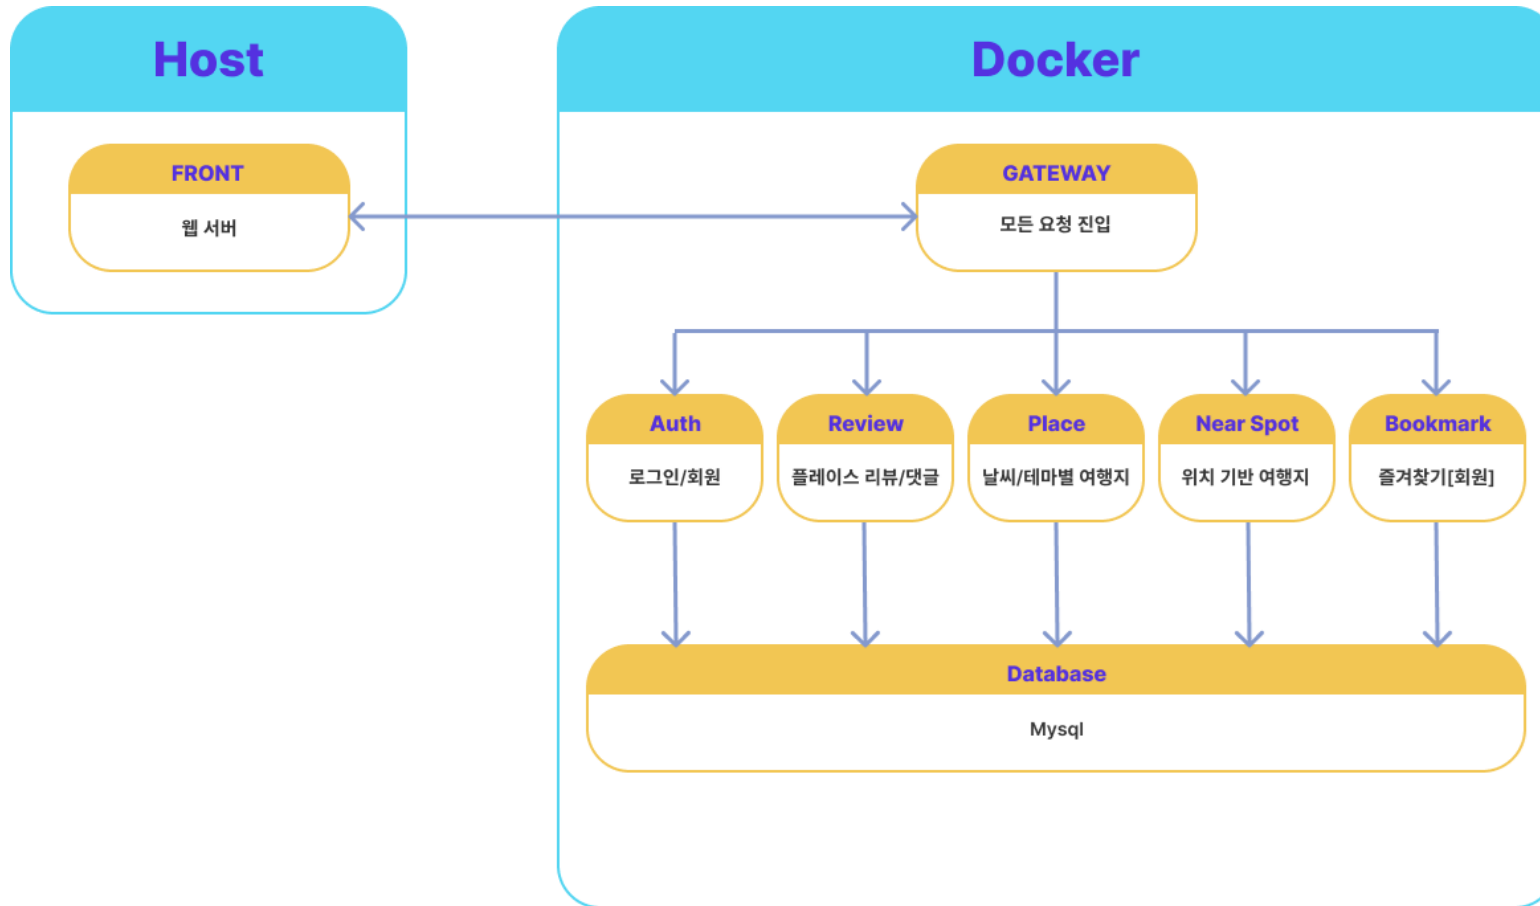 Host
Docker
FRONT
웹 서버
GATEWAY
모든 요청 진입
Auth
로그인/회원
Review
플레이스 리뷰/댓글
Place
날씨/테마별 여행지
Near Spot
위치 기반 여행지
Bookmark
즐겨찾기[회원]
Database
Mysql